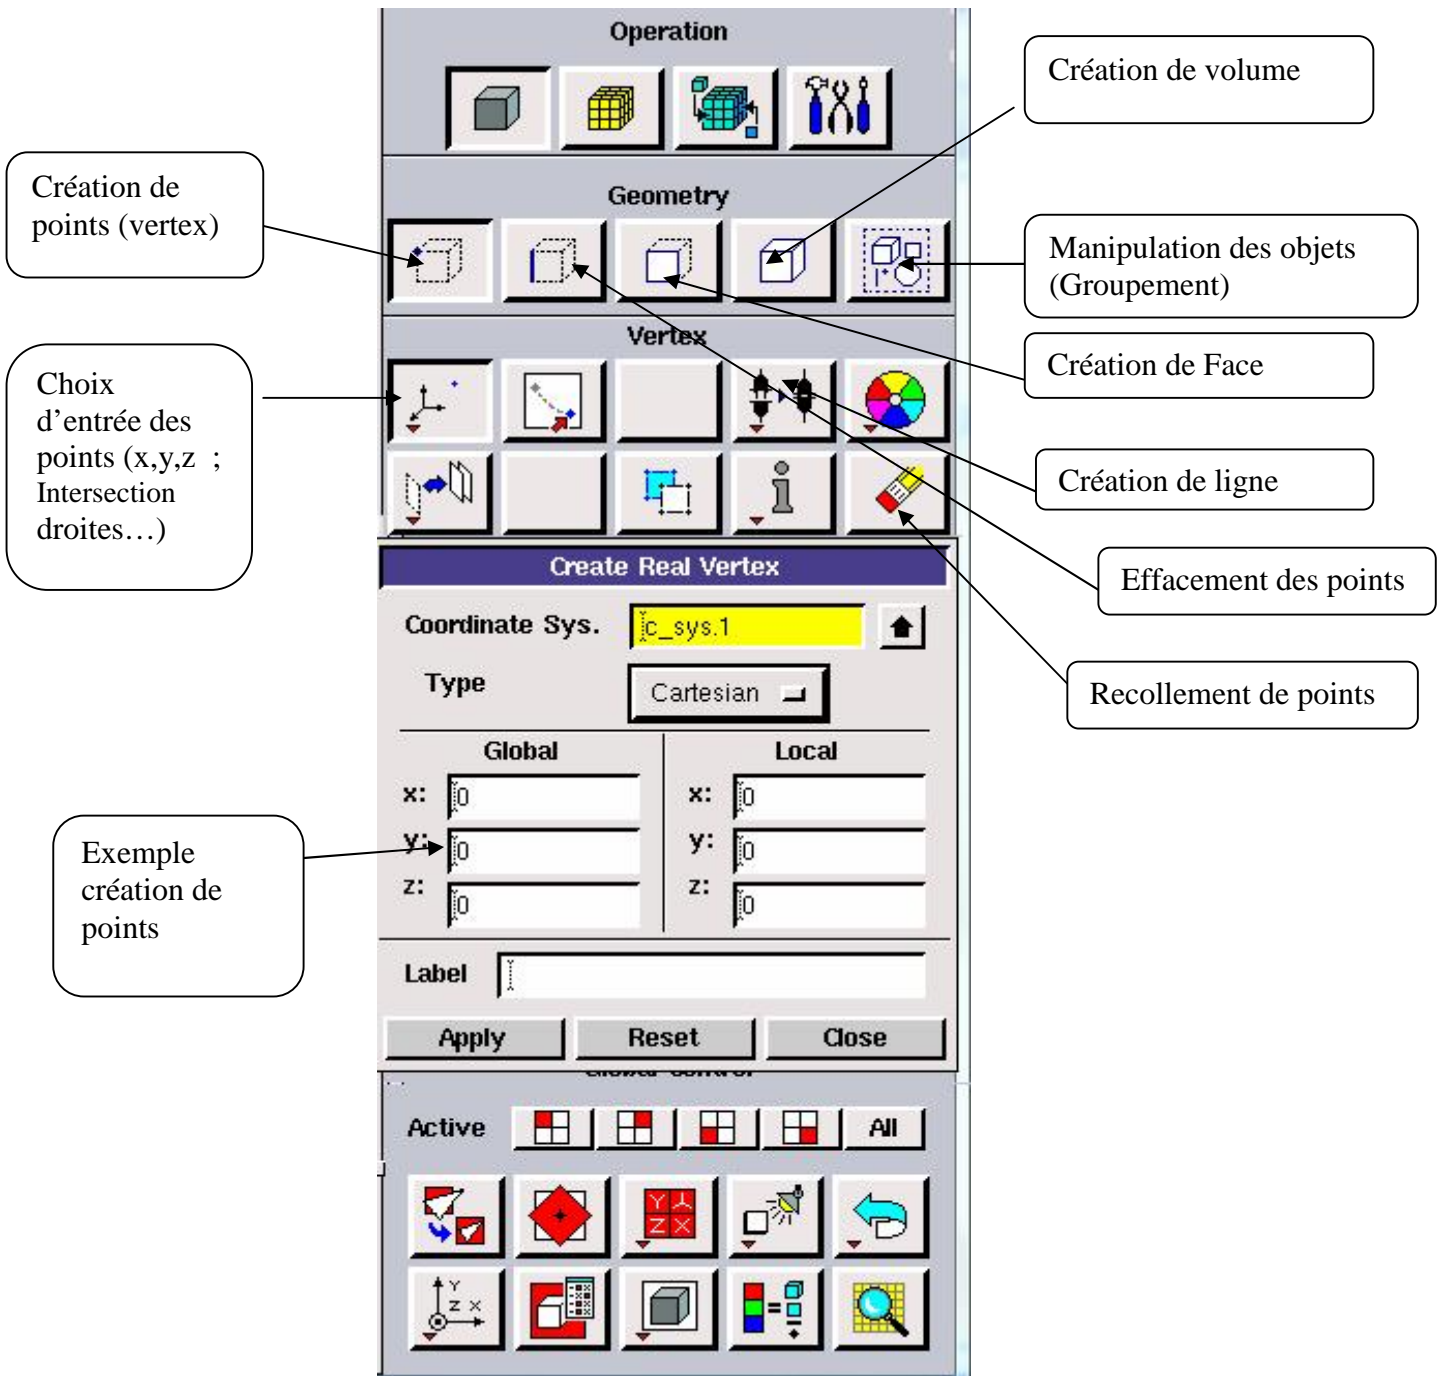 Operation
Création de volume
Création de
points (vertex)
Geometry
Manipulation des objets
(Groupement)
Vertex
Création de Face
Choix
d’entrée des
points (x,y,z ;
Intersection
droites…)
Création de ligne
Effacement des points
Recollement de points
Create Real Vertex
Coordinate Sys.
c_sys.1
Type
Cartesian
Global
Local
x: 0
x: 0
y: 0
y: 0
z: 0
z: 0
Exemple
création de
points
Label
Apply
Reset
Close
Global Control
Active
All
Y
Z X
Y
Z X